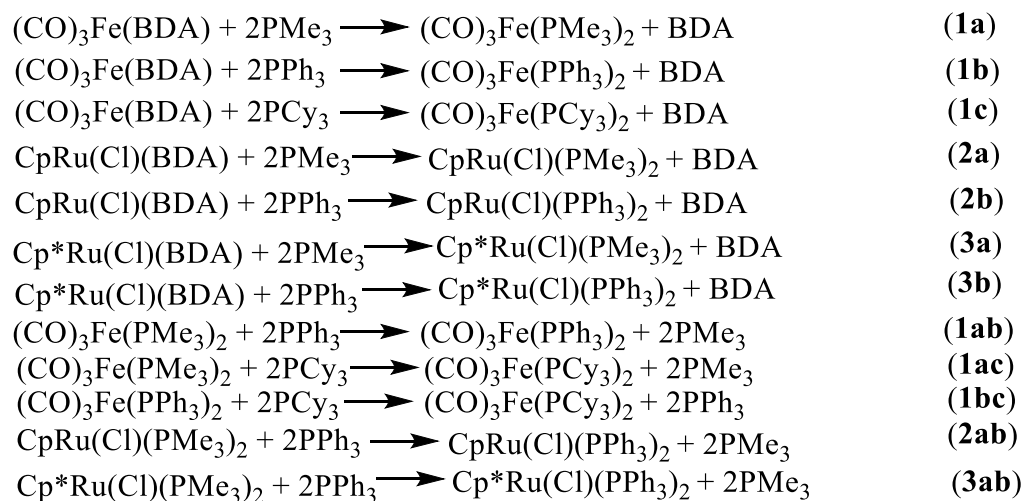 (CO)₃Fe(BDA) + 2PMe₃ ⟶ (CO)₃Fe(PMe₃)₂ + BDA (1a)
(CO)₃Fe(BDA) + 2PPh₃ ⟶ (CO)₃Fe(PPh₃)₂ + BDA (1b)
(CO)₃Fe(BDA) + 2PCy₃ ⟶ (CO)₃Fe(PCy₃)₂ + BDA (1c)
CpRu(Cl)(BDA) + 2PMe₃ ⟶ CpRu(Cl)(PMe₃)₂ + BDA (2a)
CpRu(Cl)(BDA) + 2PPh₃ ⟶ CpRu(Cl)(PPh₃)₂ + BDA (2b)
Cp*Ru(Cl)(BDA) + 2PMe₃ ⟶ Cp*Ru(Cl)(PMe₃)₂ + BDA (3a)
Cp*Ru(Cl)(BDA) + 2PPh₃ ⟶ Cp*Ru(Cl)(PPh₃)₂ + BDA (3b)
(CO)₃Fe(PMe₃)₂ + 2PPh₃ ⟶ (CO)₃Fe(PPh₃)₂ + 2PMe₃ (1ab)
(CO)₃Fe(PMe₃)₂ + 2PCy₃ ⟶ (CO)₃Fe(PCy₃)₂ + 2PMe₃ (1ac)
(CO)₃Fe(PPh₃)₂ + 2PCy₃ ⟶ (CO)₃Fe(PCy₃)₂ + 2PPh₃ (1bc)
CpRu(Cl)(PMe₃)₂ + 2PPh₃ ⟶ CpRu(Cl)(PPh₃)₂ + 2PMe₃ (2ab)
Cp*Ru(Cl)(PMe₃)₂ + 2PPh₃ ⟶ Cp*Ru(Cl)(PPh₃)₂ + 2PMe₃ (3ab)